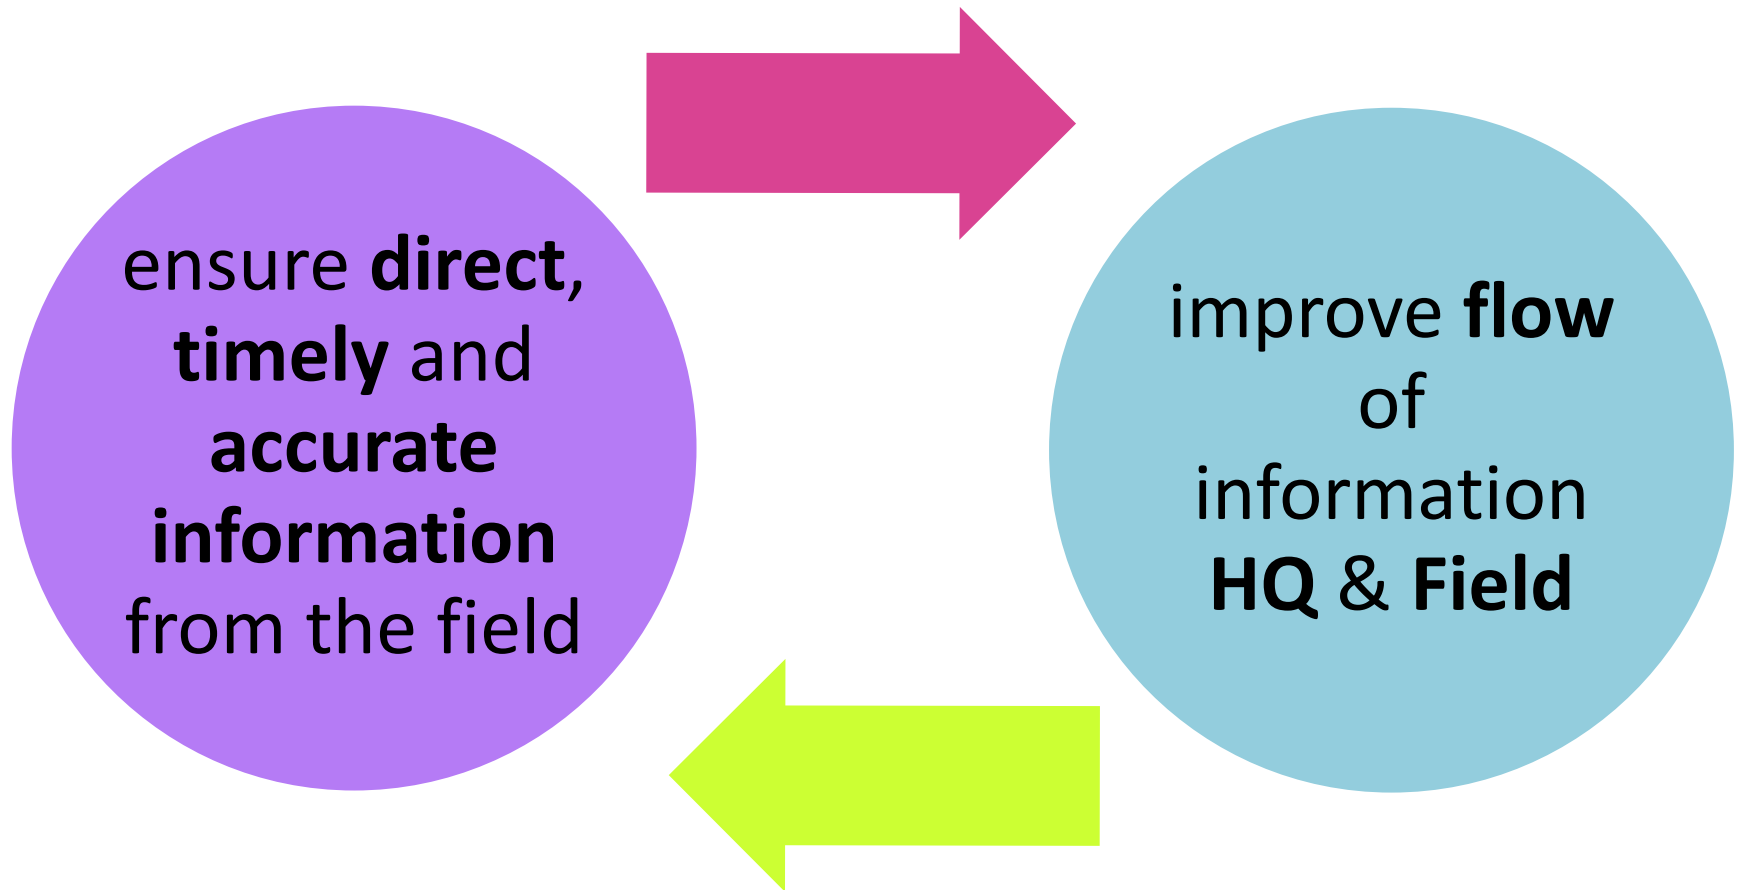 ensure direct,
timely and
accurate
information
from the field
improve flow
of
information
HQ & Field